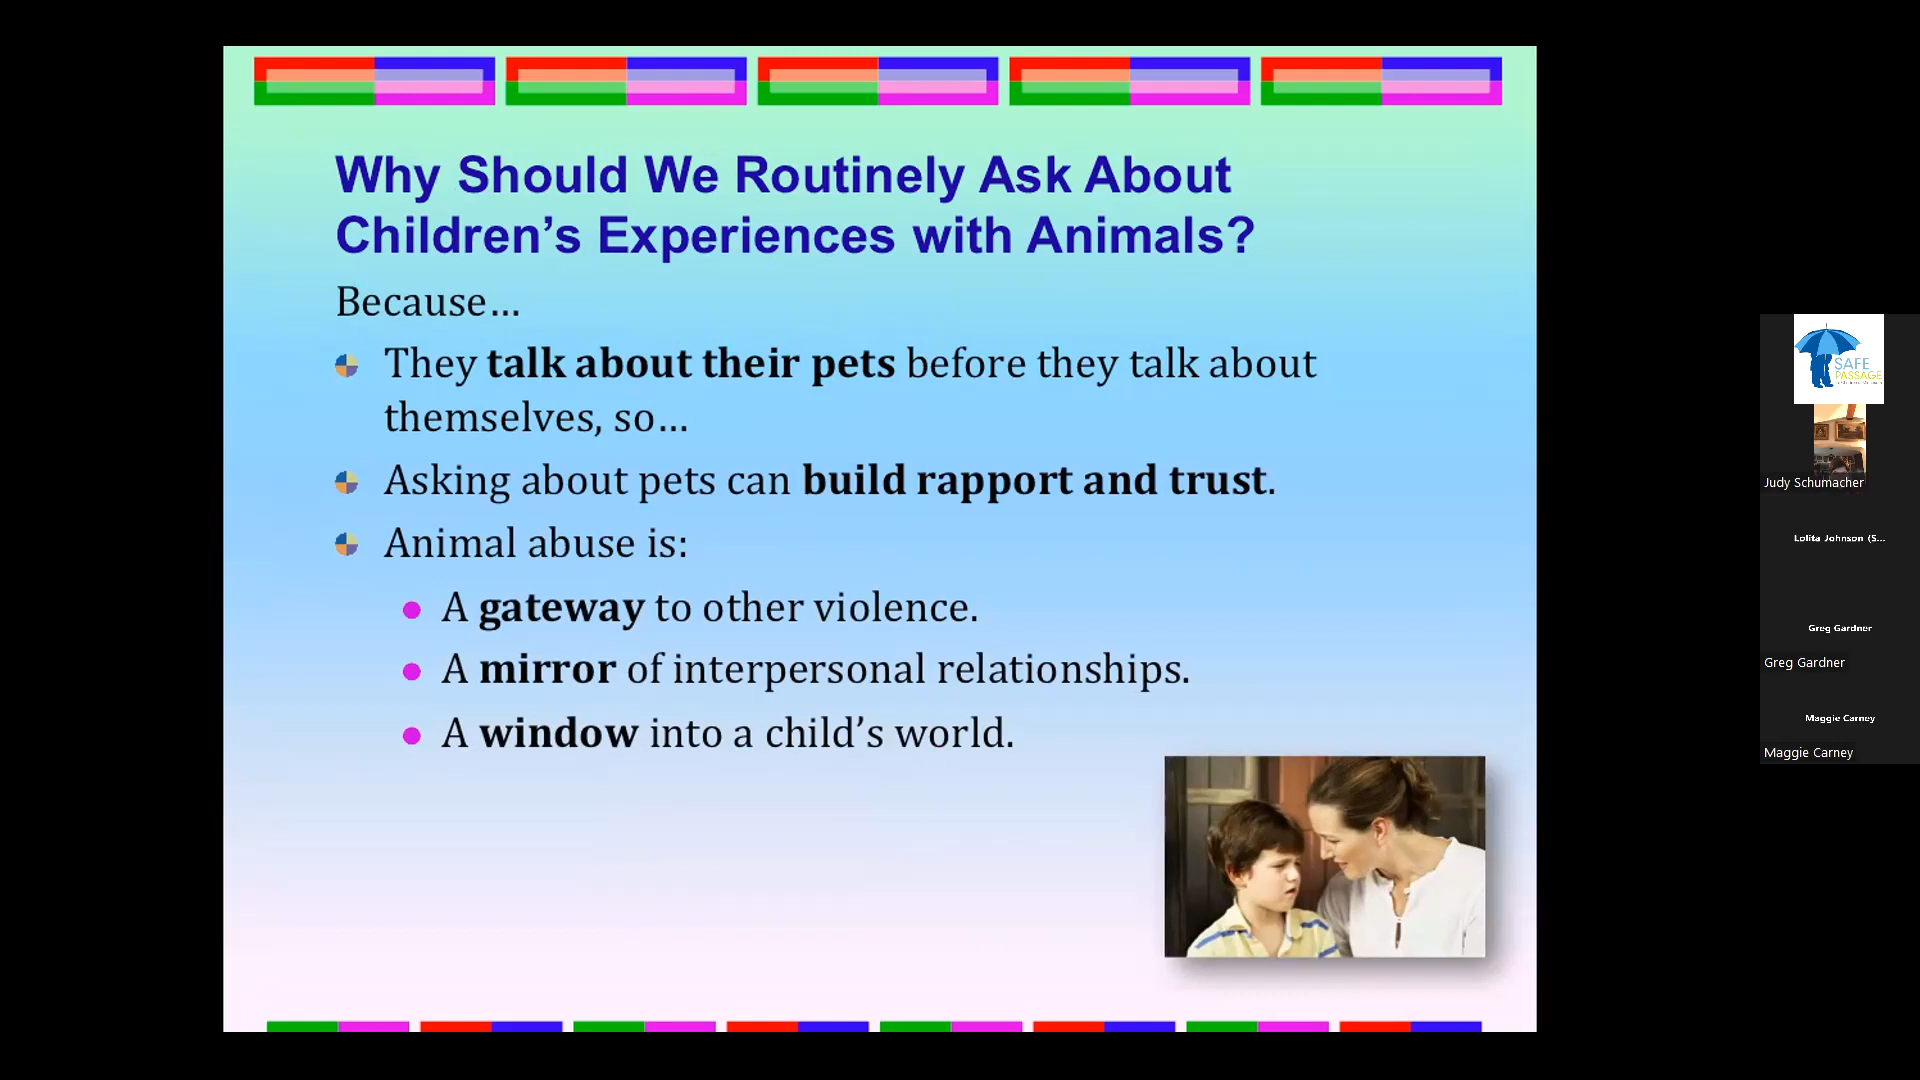 Why Should We Routinely Ask About
Children’s Experiences with Animals?
Because…
They talk about their pets before they talk about
themselves, so…
Asking about pets can build rapport and trust.
Animal abuse is:
A gateway to other violence.
A mirror of interpersonal relationships.
A window into a child’s world.
SAFE
PASSAGE
Judy Schumacher
Lolita Johnson (S...
Greg Gardner
Greg Gardner
Maggie Carney
Maggie Carney